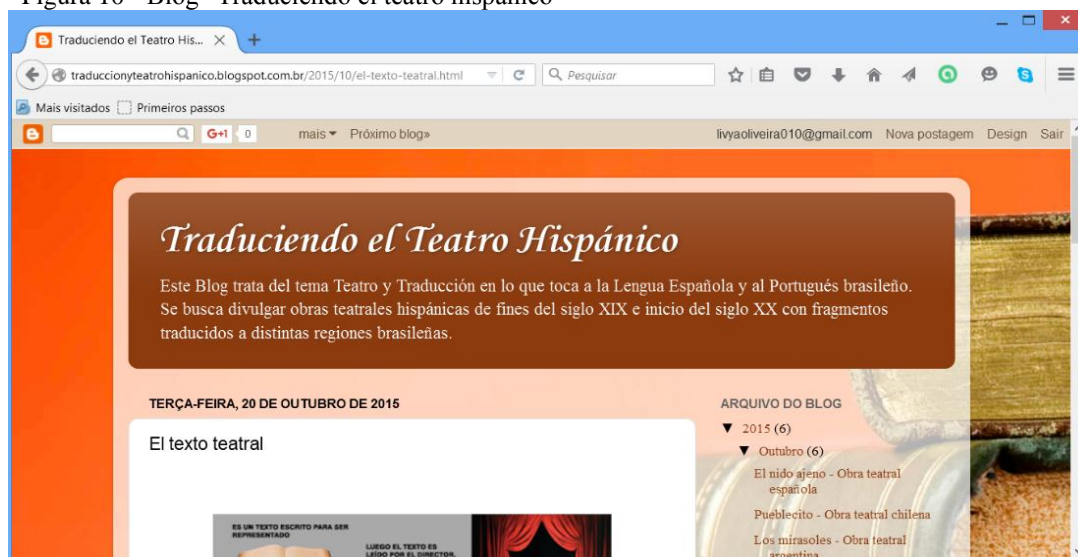 Figura 16 - Blog "Traduciendo el teatro hispánico"
Traduciendo el Teatro His...
traduccionyteatrohispanico.blogspot.com.br/2015/10/el-texto-teatral.html
Pesquisar
Mais visitados
Primeiros passos
G+1 0
mais
Próximo blog»
livyaoliveira010@gmail.com Nova postagem Design Sair
Traduciendo el Teatro Hispánico
Este Blog trata del tema Teatro y Traducción en lo que toca a la Lengua Española y al Portugués brasileño.
Se busca divulgar obras teatrales hispánicas de fines del siglo XIX e inicio del siglo XX con fragmentos
traducidos a distintas regiones brasileñas.
TERÇA-FEIRA, 20 DE OUTUBRO DE 2015
El texto teatral
ES UN TEXTO ESCRITO PARA SER
REPRESENTADO
LUEGO EL TEXTO ES
LEÍDO POR EL DIRECTOR,
ARQUIVO DO BLOG
▼ 2015 (6)
▼ Outubro (6)
El nido ajeno - Obra teatral
española
Pueblecito - Obra teatral chilena
Los mirasoles - Obra teatral
argentina